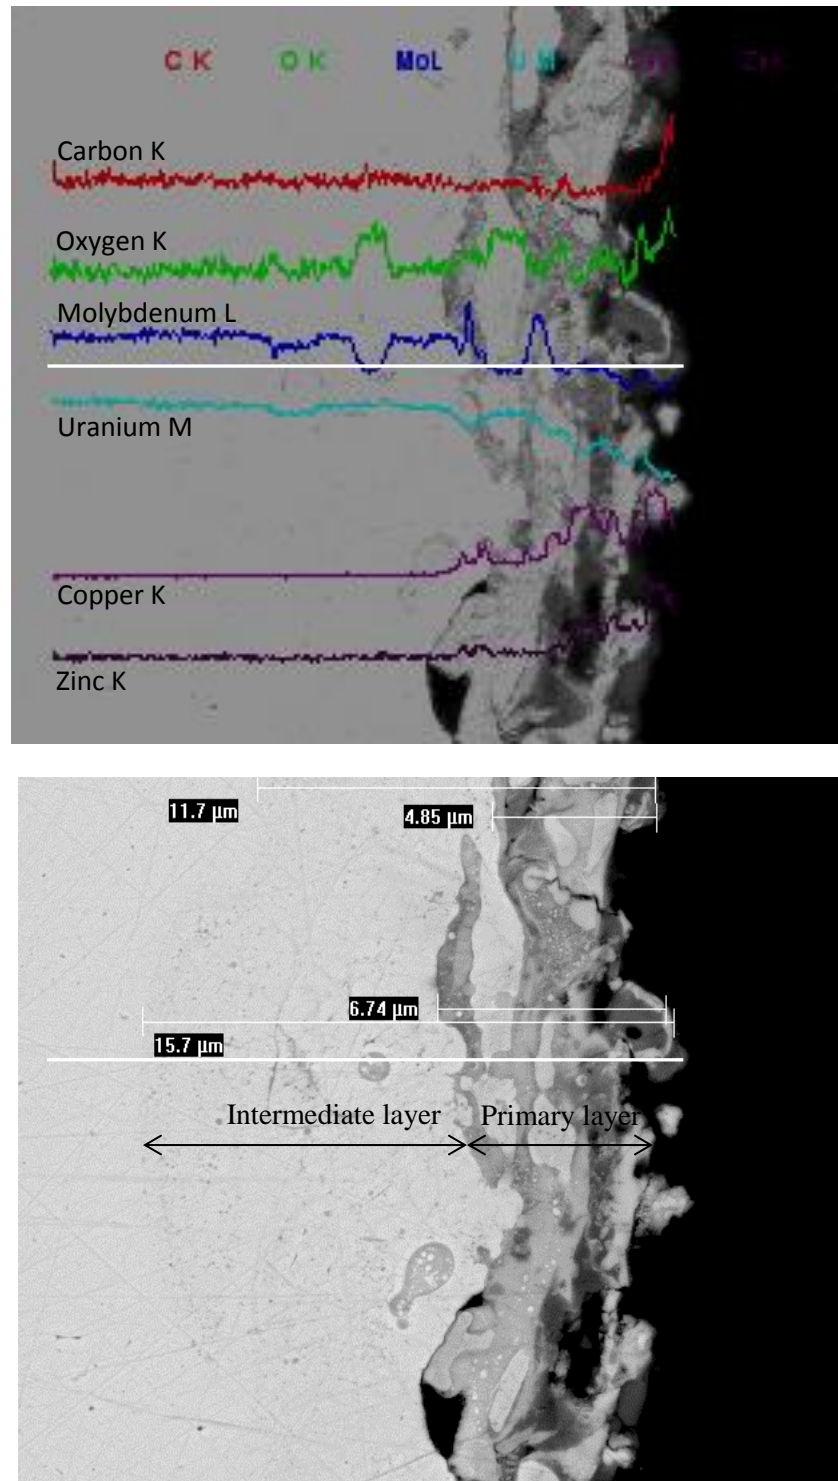 C K O K MoL U M
Carbon K
Oxygen K
Molybdenum L
Uranium M
Copper K
Zinc K
11.7 µm
4.85 µm
6.74 µm
15.7 µm
Intermediate layer Primary layer